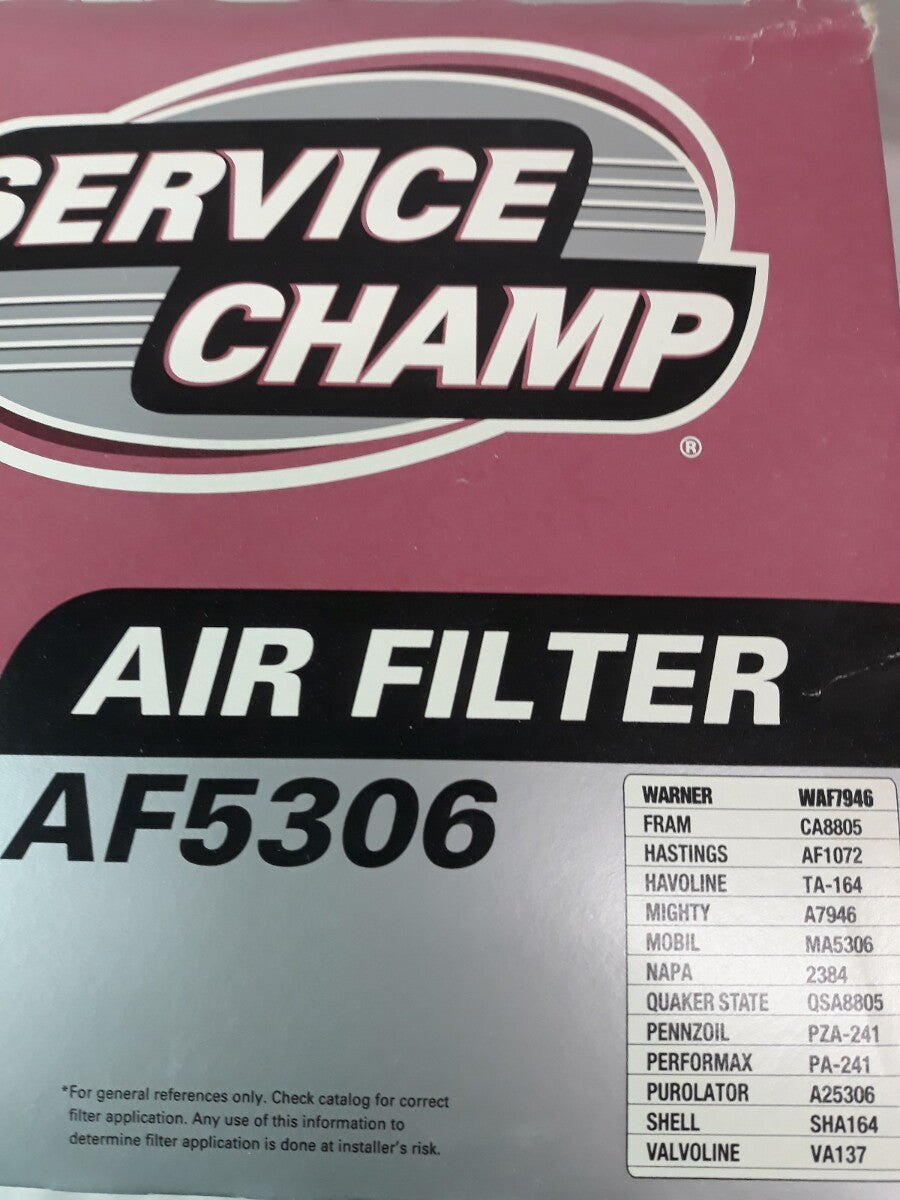 SERVICE
CHAMP
®
AIR FILTER
AF5306
WARNER WAF7946
FRAM CA8805
HASTINGS AF1072
HAVOLINE TA-164
MIGHTY A7946
MOBIL MA5306
NAPA 2384
QUAKER STATE QSA8805
PENNZOIL PZA-241
PERFORMAX PA-241
PUROLATOR A25306
SHELL SHA164
VALVOLINE VA137
*For general references only. Check catalog for correct
filter application. Any use of this information to
determine filter application is done at installer's risk.